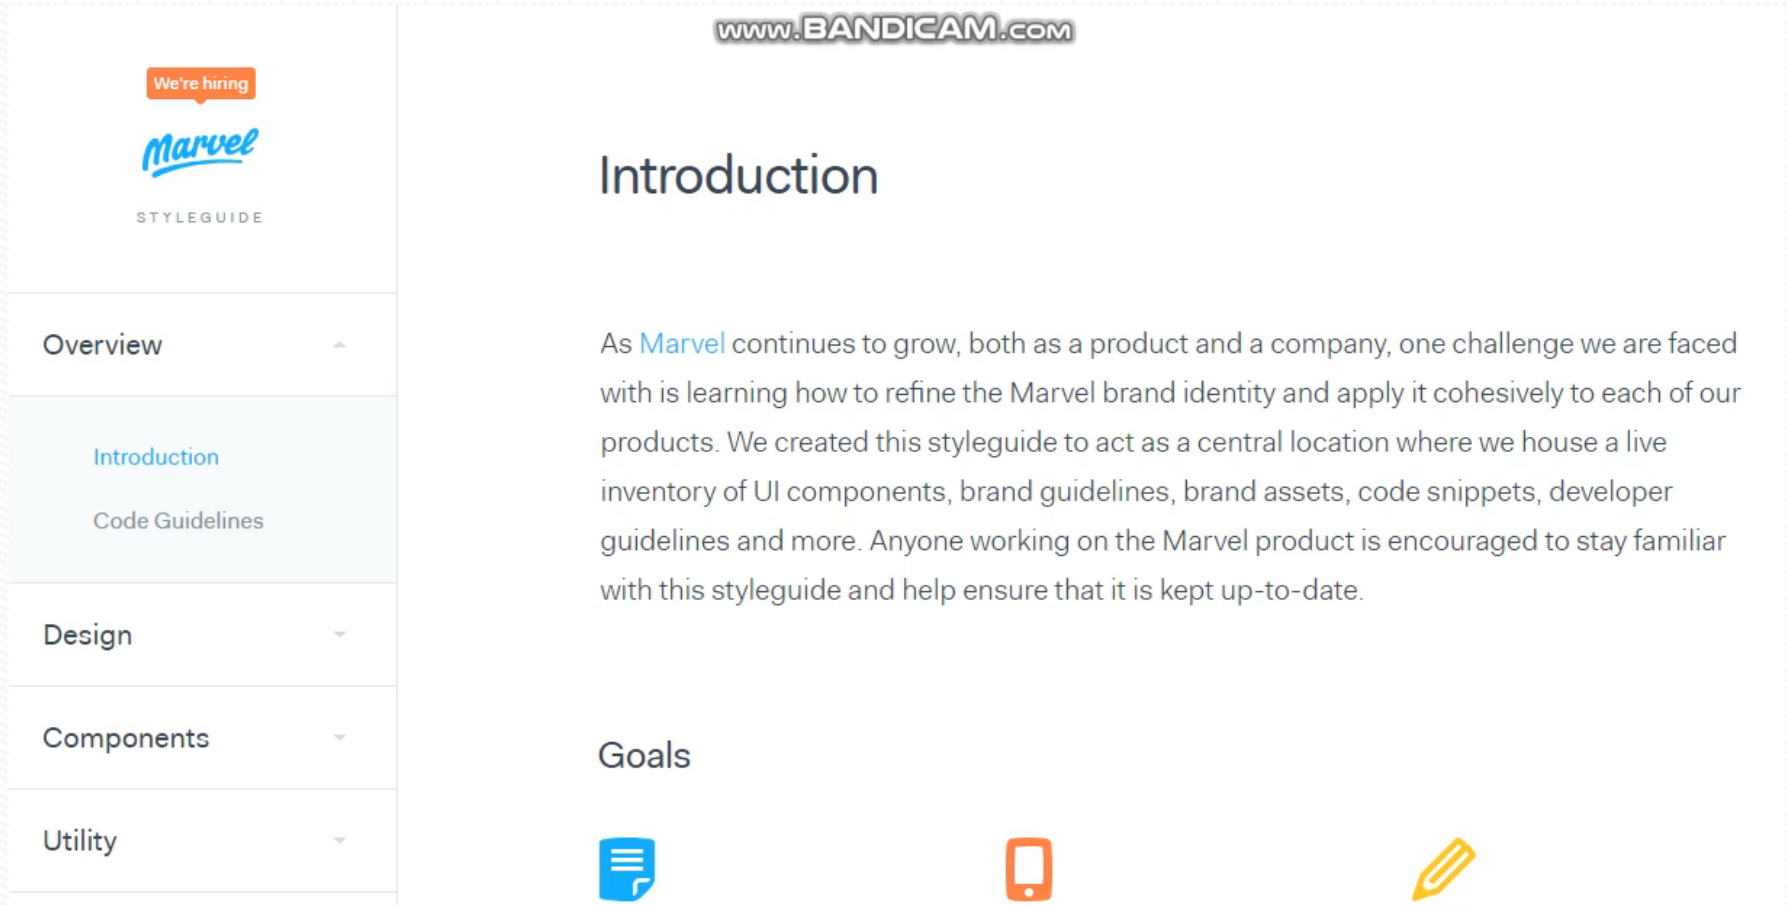 www.BANDICAM.com
We're hiring
Marvel
STYLEGUIDE
Overview
Introduction
Code Guidelines
Design
Components
Utility
Introduction
As Marvel continues to grow, both as a product and a company, one challenge we are faced
with is learning how to refine the Marvel brand identity and apply it cohesively to each of our
products. We created this styleguide to act as a central location where we house a live
inventory of UI components, brand guidelines, brand assets, code snippets, developer
guidelines and more. Anyone working on the Marvel product is encouraged to stay familiar
with this styleguide and help ensure that it is kept up-to-date.
Goals